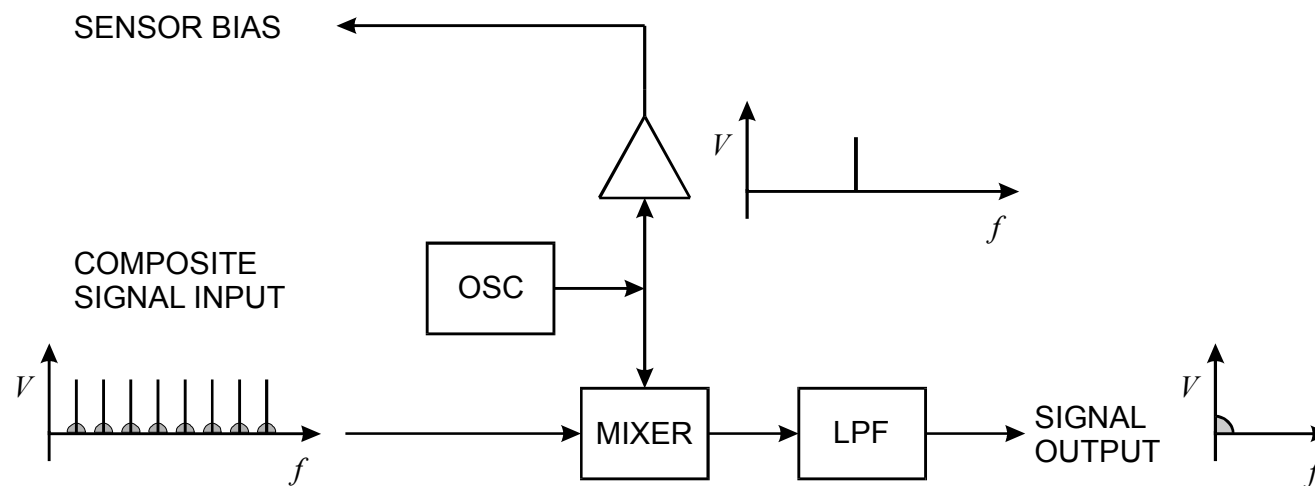 SENSOR BIAS
V
f
COMPOSITE
SIGNAL INPUT
OSC
V
f
MIXER
LPF
SIGNAL
OUTPUT
V
f